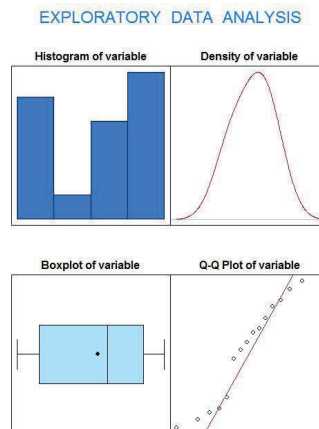 EXPLORATORY DATA ANALYSIS
Histogram of variable
Density of variable
Boxplot of variable
Q-Q Plot of variable